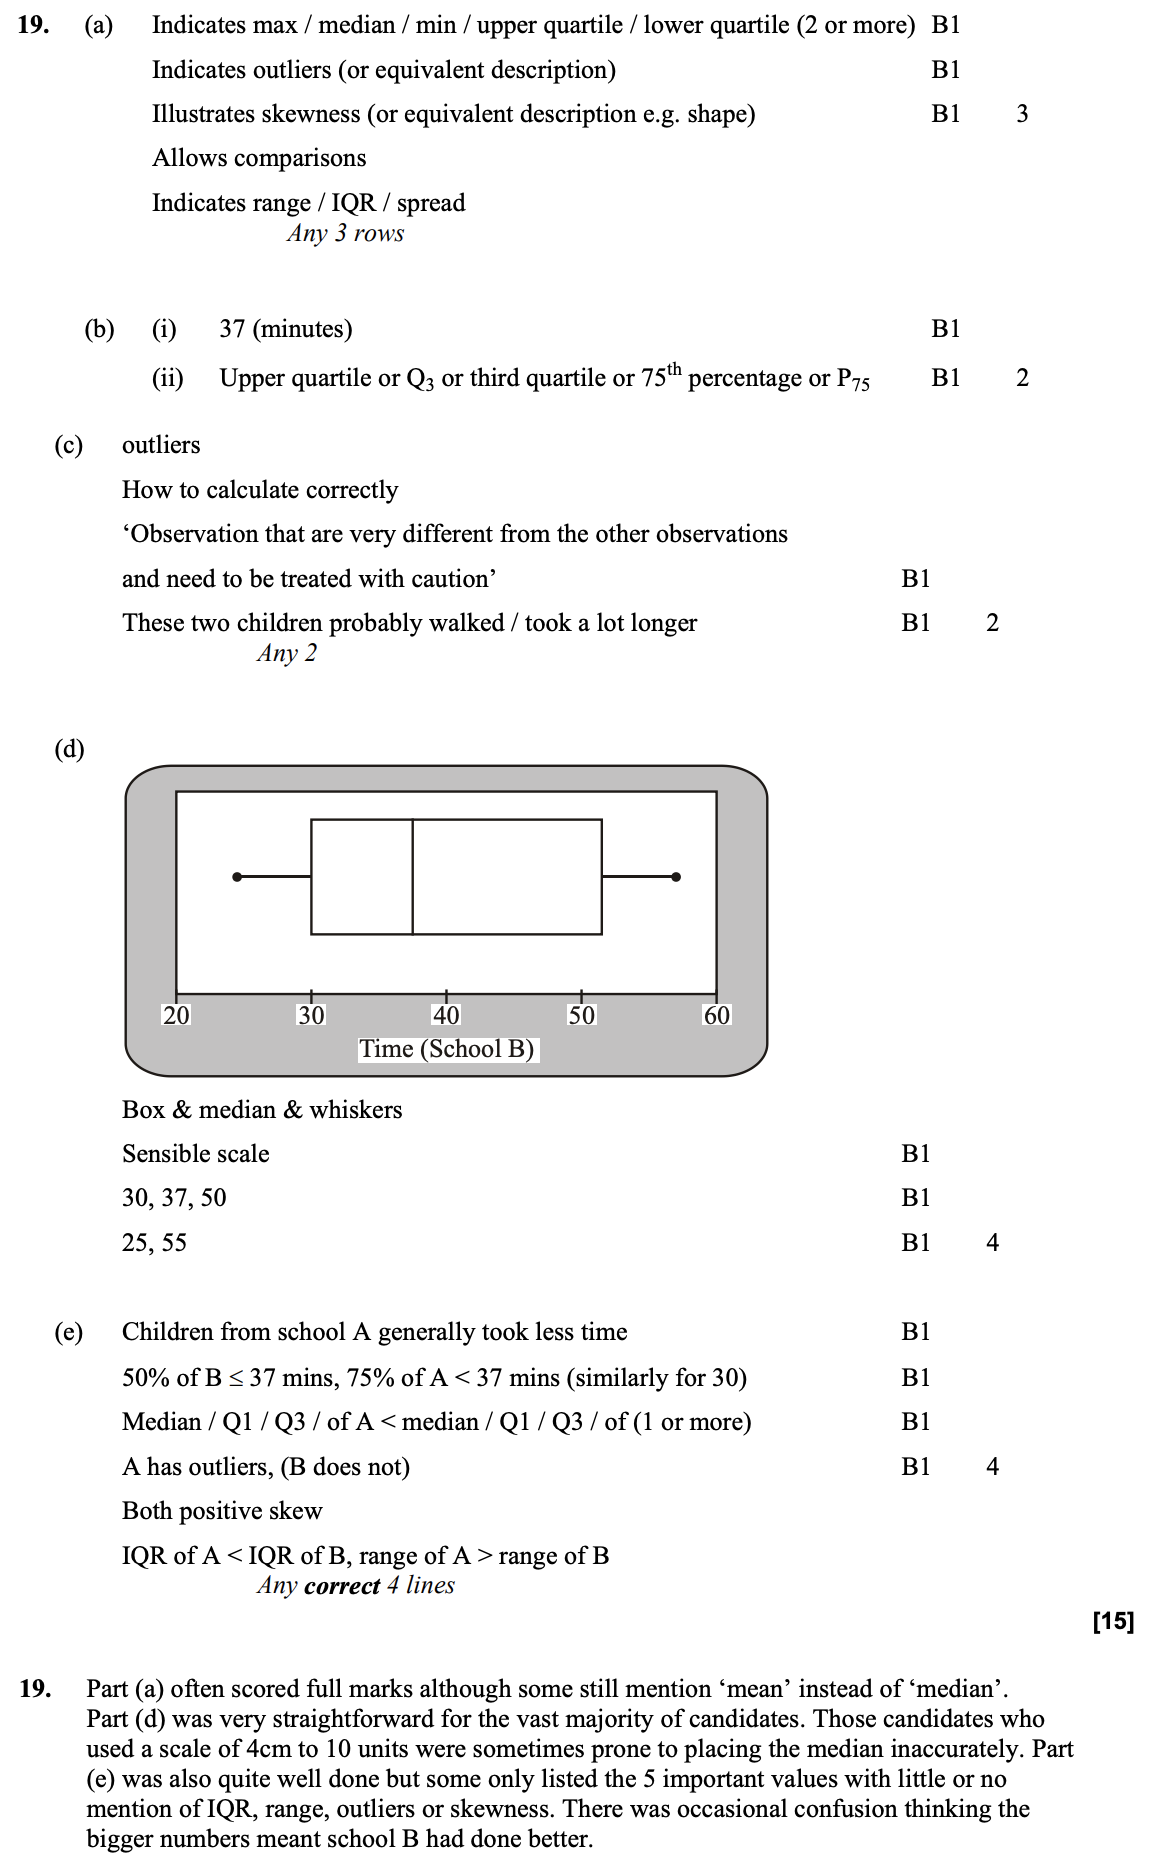 19. (a) Indicates max / median / min / upper quartile / lower quartile (2 or more) B1
Indicates outliers (or equivalent description) B1
Illustrates skewness (or equivalent description e.g. shape) B1 3
Allows comparisons
Indicates range / IQR / spread
Any 3 rows
(b) (i) 37 (minutes) B1
(ii) Upper quartile or Q3 or third quartile or 75th percentage or P75 B1 2
(c) outliers
How to calculate correctly
‘Observation that are very different from the other observations
and need to be treated with caution’ B1
These two children probably walked / took a lot longer B1 2
Any 2
(d)
20 30 40 50 60
Time (School B)
Box & median & whiskers
Sensible scale B1
30, 37, 50 B1
25, 55 B1 4
(e) Children from school A generally took less time B1
50% of B ≤ 37 mins, 75% of A < 37 mins (similarly for 30) B1
Median / Q1 / Q3 / of A < median / Q1 / Q3 / of (1 or more) B1
A has outliers, (B does not) B1 4
Both positive skew
IQR of A < IQR of B, range of A > range of B
Any correct 4 lines
[15]
19. Part (a) often scored full marks although some still mention ‘mean’ instead of ‘median’.
Part (d) was very straightforward for the vast majority of candidates. Those candidates who
used a scale of 4cm to 10 units were sometimes prone to placing the median inaccurately. Part
(e) was also quite well done but some only listed the 5 important values with little or no
mention of IQR, range, outliers or skewness. There was occasional confusion thinking the
bigger numbers meant school B had done better.